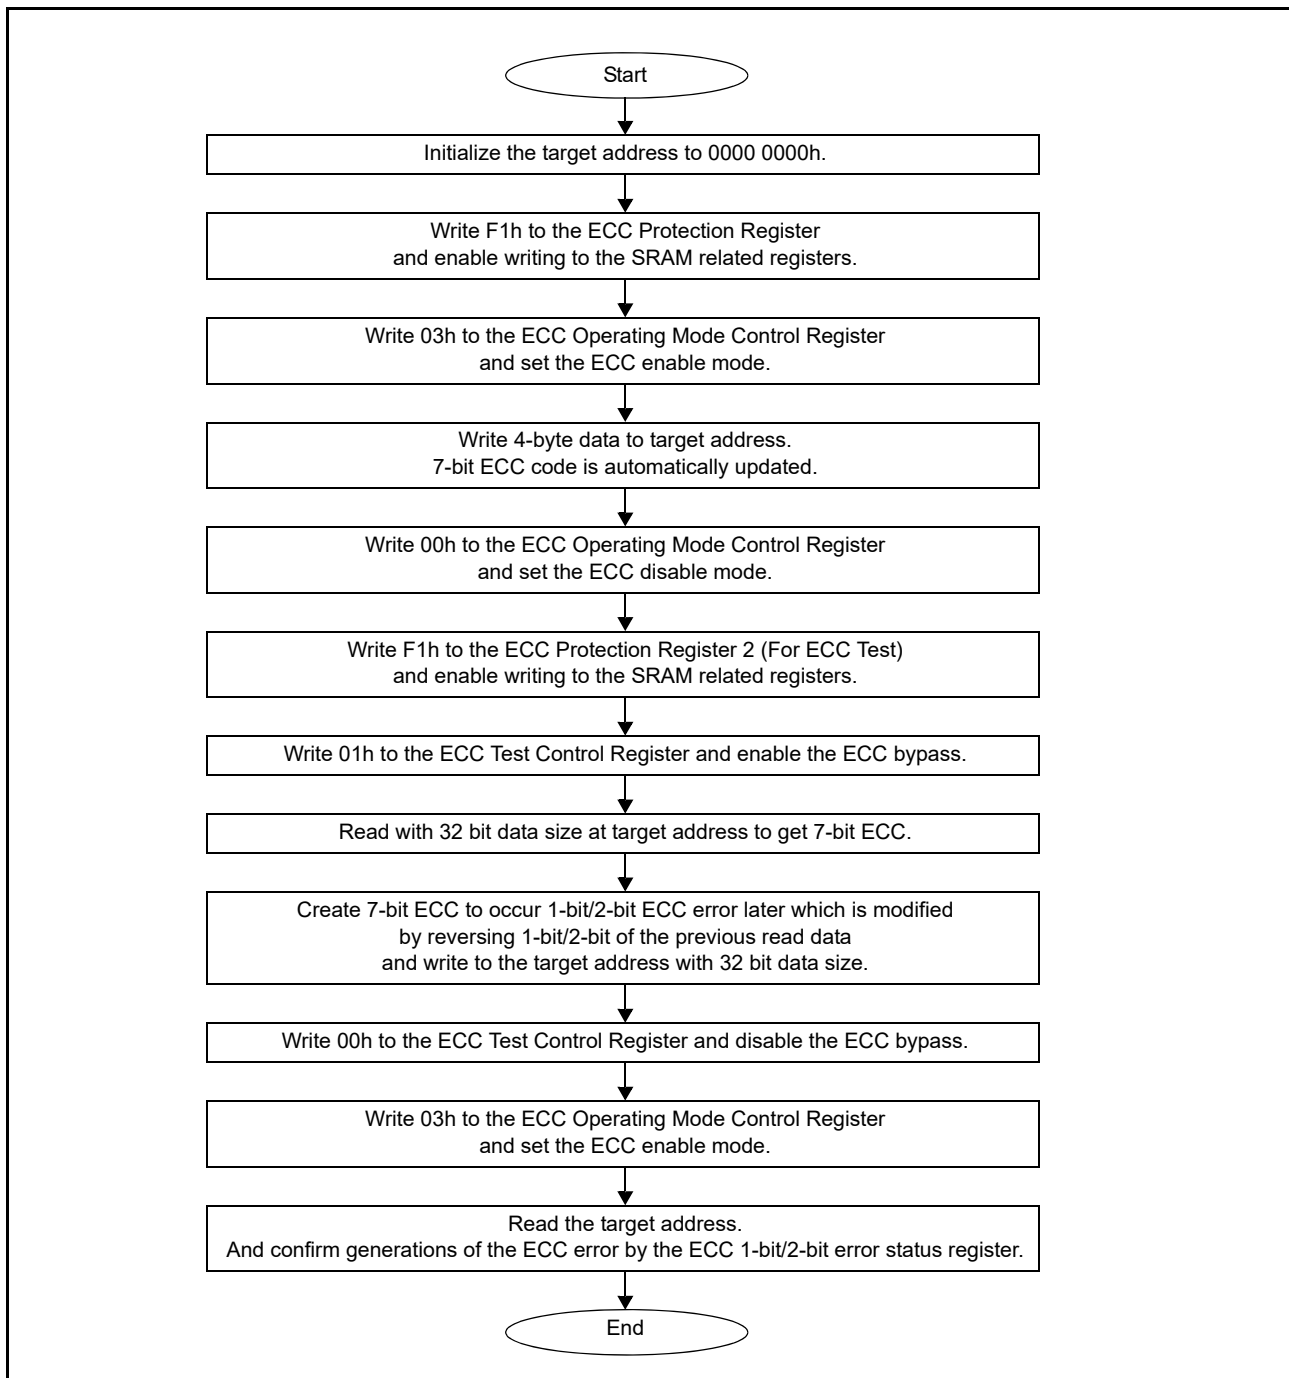 Start
Initialize the target address to 0000 0000h.
Write F1h to the ECC Protection Register
and enable writing to the SRAM related registers.
Write 03h to the ECC Operating Mode Control Register
and set the ECC enable mode.
Write 4-byte data to target address.
7-bit ECC code is automatically updated.
Write 00h to the ECC Operating Mode Control Register
and set the ECC disable mode.
Write F1h to the ECC Protection Register 2 (For ECC Test)
and enable writing to the SRAM related registers.
Write 01h to the ECC Test Control Register and enable the ECC bypass.
Read with 32 bit data size at target address to get 7-bit ECC.
Create 7-bit ECC to occur 1-bit/2-bit ECC error later which is modified
by reversing 1-bit/2-bit of the previous read data
and write to the target address with 32 bit data size.
Write 00h to the ECC Test Control Register and disable the ECC bypass.
Write 03h to the ECC Operating Mode Control Register
and set the ECC enable mode.
Read the target address.
And confirm generations of the ECC error by the ECC 1-bit/2-bit error status register.
End